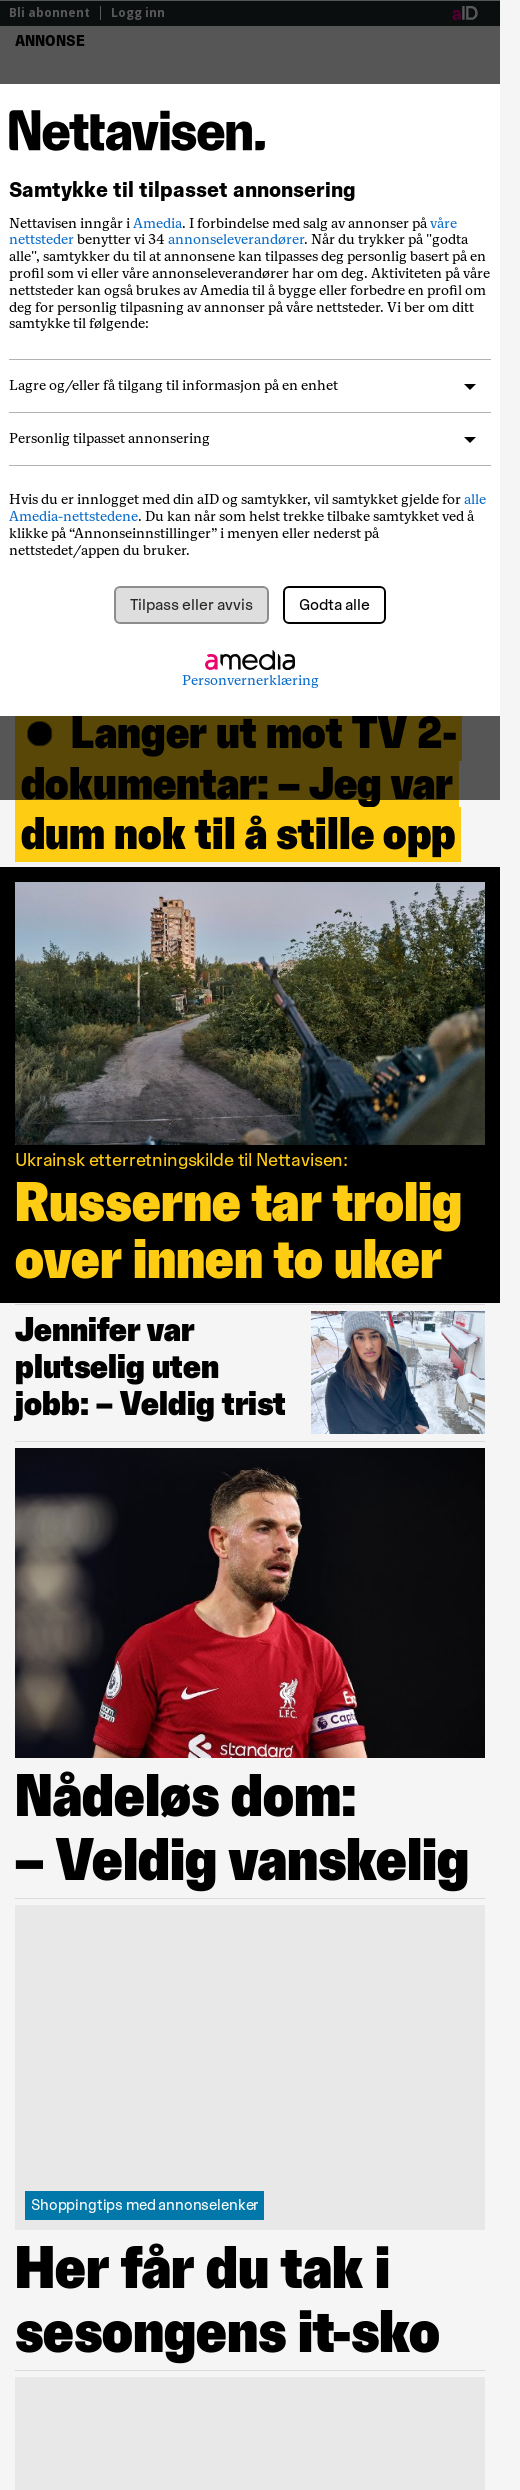 Bli abonnent | Logg inn
aID
ANNONSE
Nettavisen.
Samtykke til tilpasset annonsering
Nettavisen inngår i Amedia. I forbindelse med salg av annonser på våre
nettsteder benytter vi 34 annonseleverandører. Når du trykker på "godta
alle", samtykker du til at annonsene kan tilpasses deg personlig basert på en
profil som vi eller våre annonseleverandører har om deg. Aktiviteten på våre
nettsteder kan også brukes av Amedia til å bygge eller forbedre en profil om
deg for personlig tilpasning av annonser på våre nettsteder. Vi ber om ditt
samtykke til følgende:
Lagre og/eller få tilgang til informasjon på en enhet
Personlig tilpasset annonsering
Hvis du er innlogget med din aID og samtykker, vil samtykket gjelde for alle
Amedia-nettstedene. Du kan når som helst trekke tilbake samtykket ved å
klikke på “Annonseinnstillinger” i menyen eller nederst på
nettstedet/appen du bruker.
Tilpass eller avvis
Godta alle
amedia
Personvernerklæring
Langer ut mot TV 2-
dokumentar: – Jeg var
dum nok til å stille opp
Ukrainsk etterretningskilde til Nettavisen:
Russerne tar trolig
over innen to uker
Jennifer var
plutselig uten
jobb: – Veldig trist
L.F.C.
Capt
standard
Nådeløs dom:
– Veldig vanskelig
Shoppingtips med annonselenker
Her får du tak i
sesongens it-sko